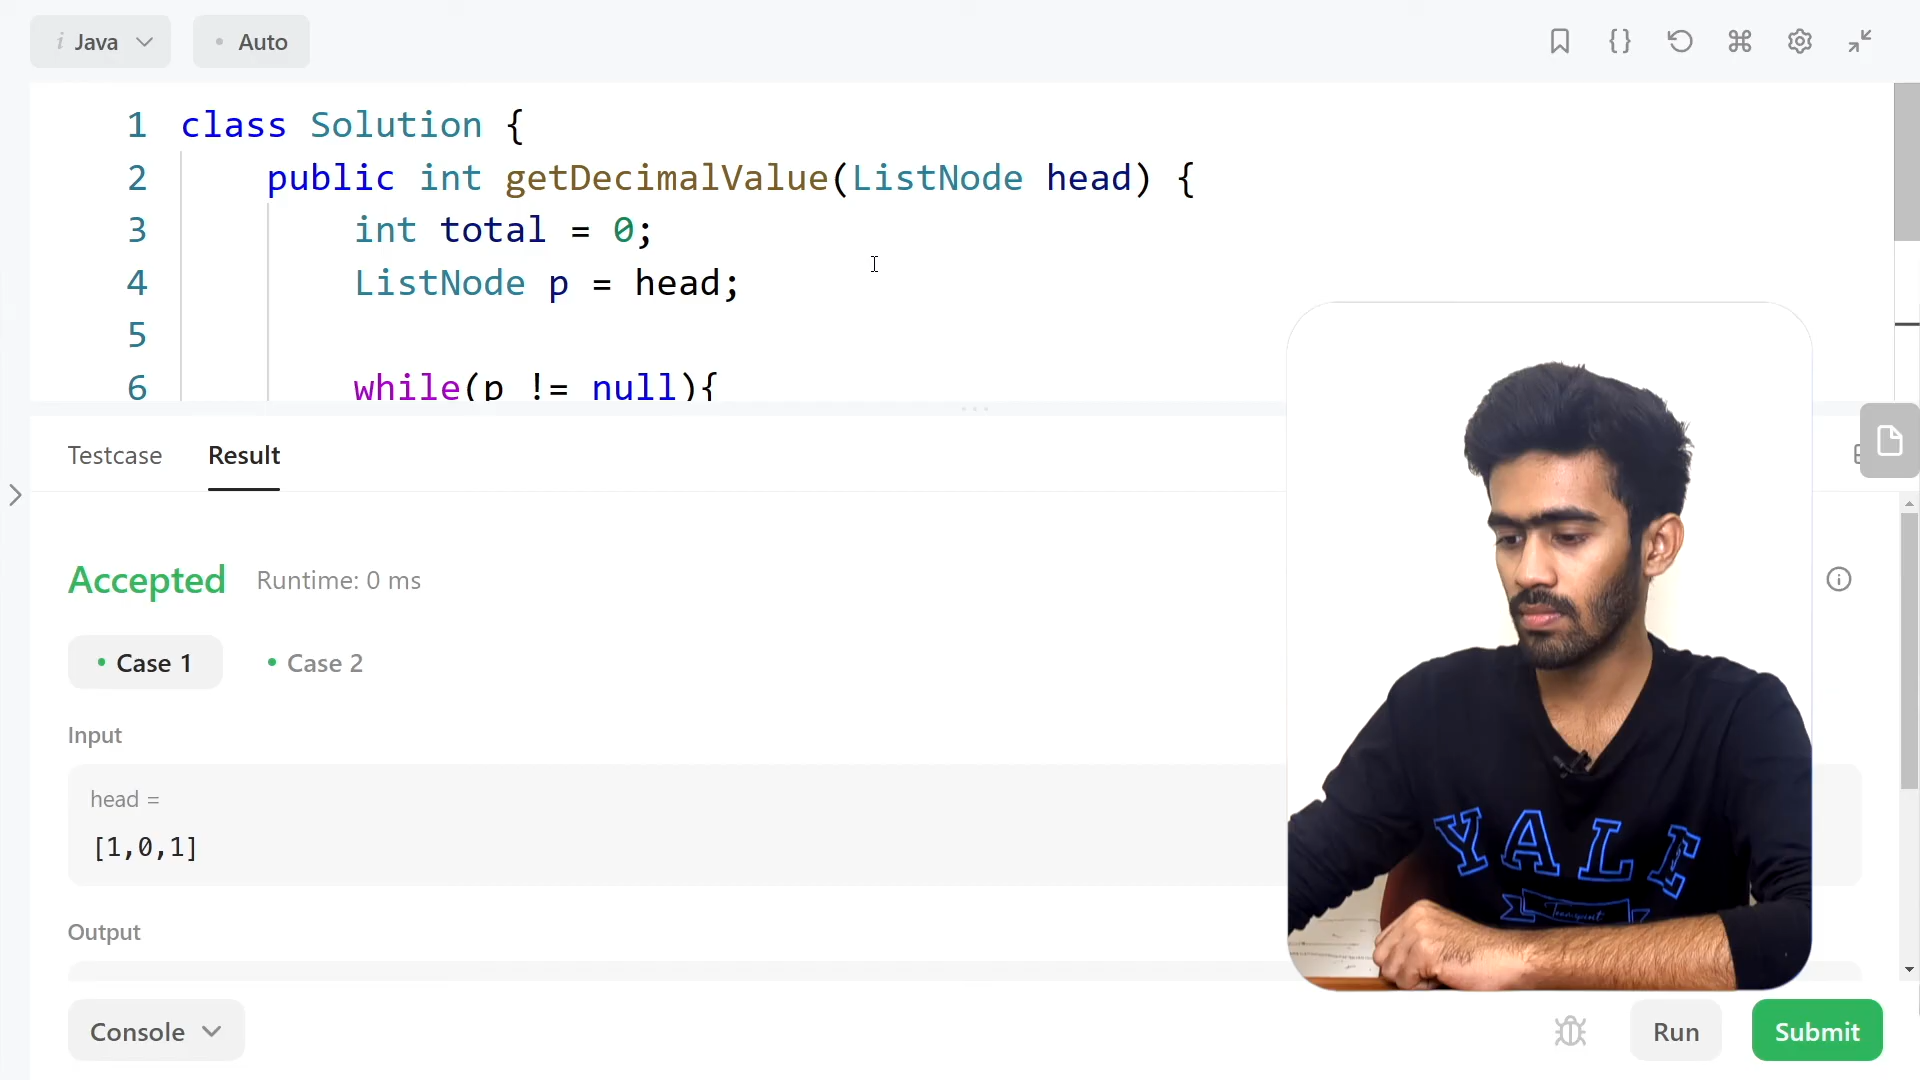 Java
Auto
1 class Solution {
2 public int getDecimalValue(ListNode head) {
3 int total = 0;
4 ListNode p = head;
5
6 while(p != null){
Testcase Result
Accepted Runtime: 0 ms
Case 1 Case 2
Input
head =
[1,0,1]
Output
YALE
Console
Run
Submit